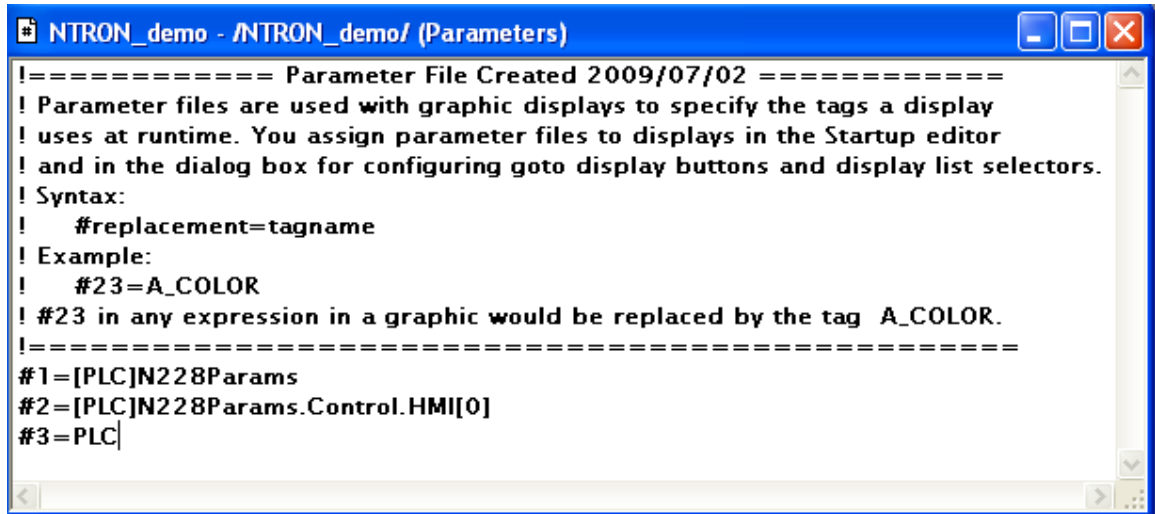 NTRON_demo - /NTRON_demo/ (Parameters)
!============ Parameter File Created 2009/07/02 ============
! Parameter files are used with graphic displays to specify the tags a display
! uses at runtime. You assign parameter files to displays in the Startup editor
! and in the dialog box for configuring goto display buttons and display list selectors.
! Syntax:
!    #replacement=tagname
! Example:
!    #23=A_COLOR
! #23 in any expression in a graphic would be replaced by the tag  A_COLOR.
!==================================================
#1=[PLC]N228Params
#2=[PLC]N228Params.Control.HMI[0]
#3=PLC